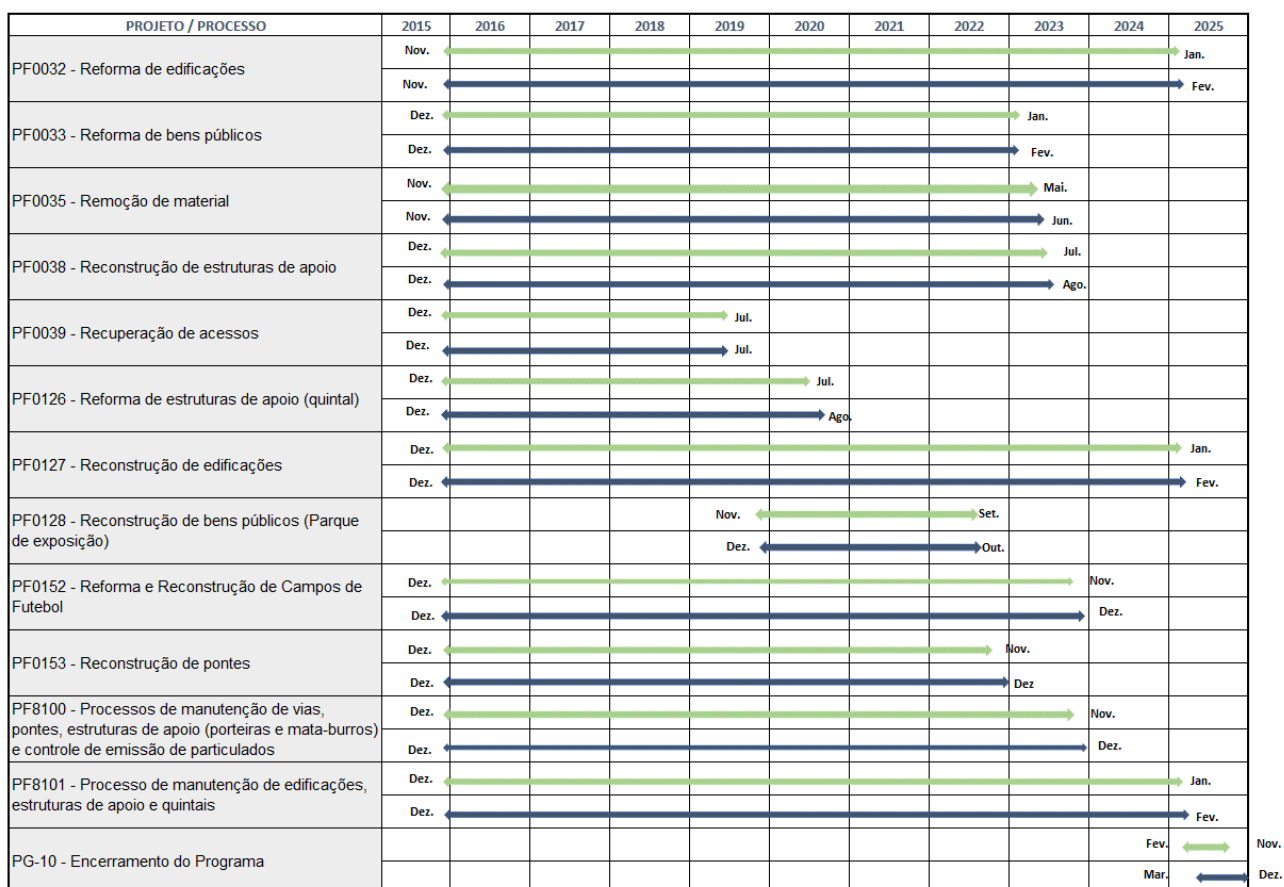 PROJETO / PROCESSO 2015 2016 2017 2018 2019 2020 2021 2022 2023 2024 2025
Nov. Jan.
PF0032 - Reforma de edificações
Nov. Fev.
Dez. Jan.
PF0033 - Reforma de bens públicos
Dez. Fev.
Nov. Mai.
PF0035 - Remoção de material
Nov. Jun.
Dez. Jul.
PF0038 - Reconstrução de estruturas de apoio
Dez. Ago.
Dez. Jul.
PF0039 - Recuperação de acessos
Dez. Jul.
Dez. Jul.
PF0126 - Reforma de estruturas de apoio (quintal)
Dez. Ago.
Dez. Jan.
PF0127 - Reconstrução de edificações
Dez. Fev.
Nov. Set.
PF0128 - Reconstrução de bens públicos (Parque
de exposição)
Dez. Out.
Dez. Nov.
PF0152 - Reforma e Reconstrução de Campos de
Futebol
Dez. Dez.
Dez. Nov.
PF0153 - Reconstrução de pontes
Dez. Dez
PF8100 - Processos de manutenção de vias,
Dez. Nov.
pontes, estruturas de apoio (porteiras e mata-burros)
e controle de emissão de particulados
Dez. Dez.
Dez. Jan.
PF8101 - Processo de manutenção de edificações,
estruturas de apoio e quintais
Dez. Fev.
Fev. Nov.
PG-10 - Encerramento do Programa
Mar. Dez.